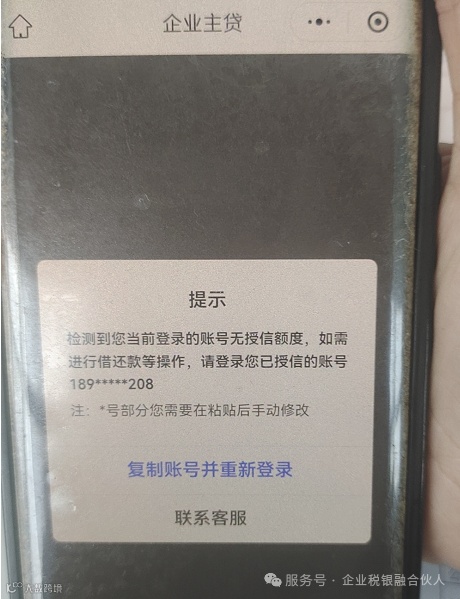 企业主贷
提示
检测到您当前登录的账号无授信额度，如需
进行借还款等操作，请登录您已授信的账号
189*****208
注：*号部分您需要在粘贴后手动修改
复制账号并重新登录
联系客服
服务号 · 企业税银融合伙人
大数跨境